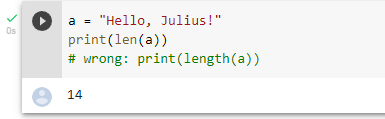 0s
a = "Hello, Julius!"
print(len(a))
# wrong: print(length(a))
14